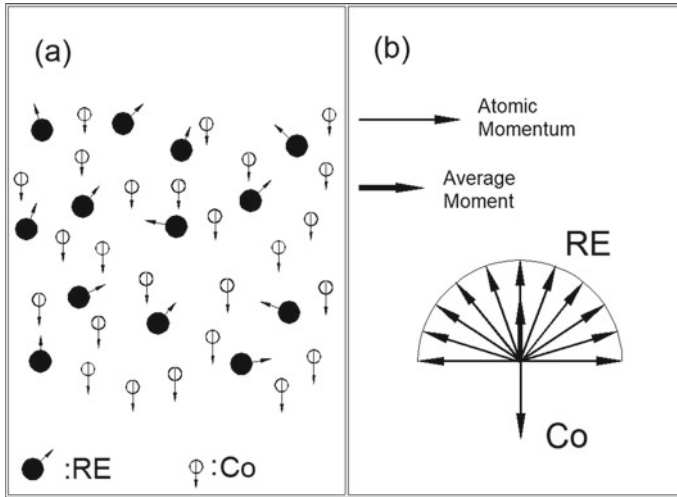 (a)
:RE
:Co
(b)
Atomic
Momentum
Average
Moment
RE
Co